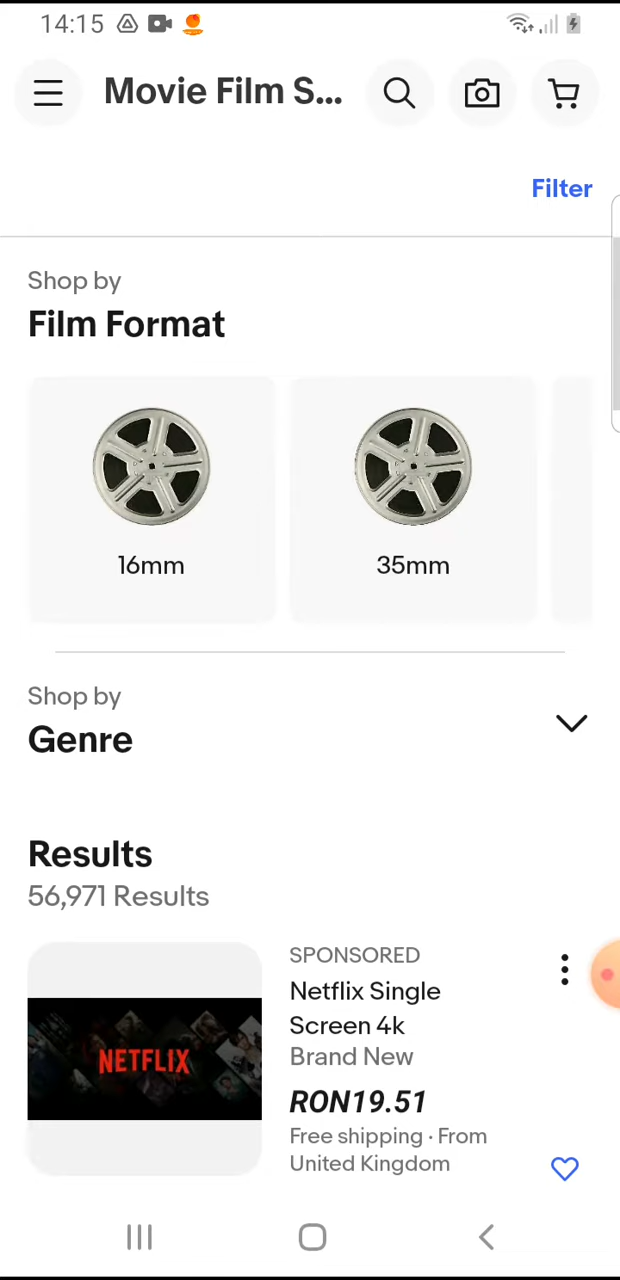 14:15
Movie Film S...
Filter
Shop by
Film Format
16mm
35mm
Shop by
Genre
Results
56,971 Results
NETFLIX
SPONSORED
Netflix Single
Screen 4k
Brand New
RON19.51
Free shipping · From
United Kingdom